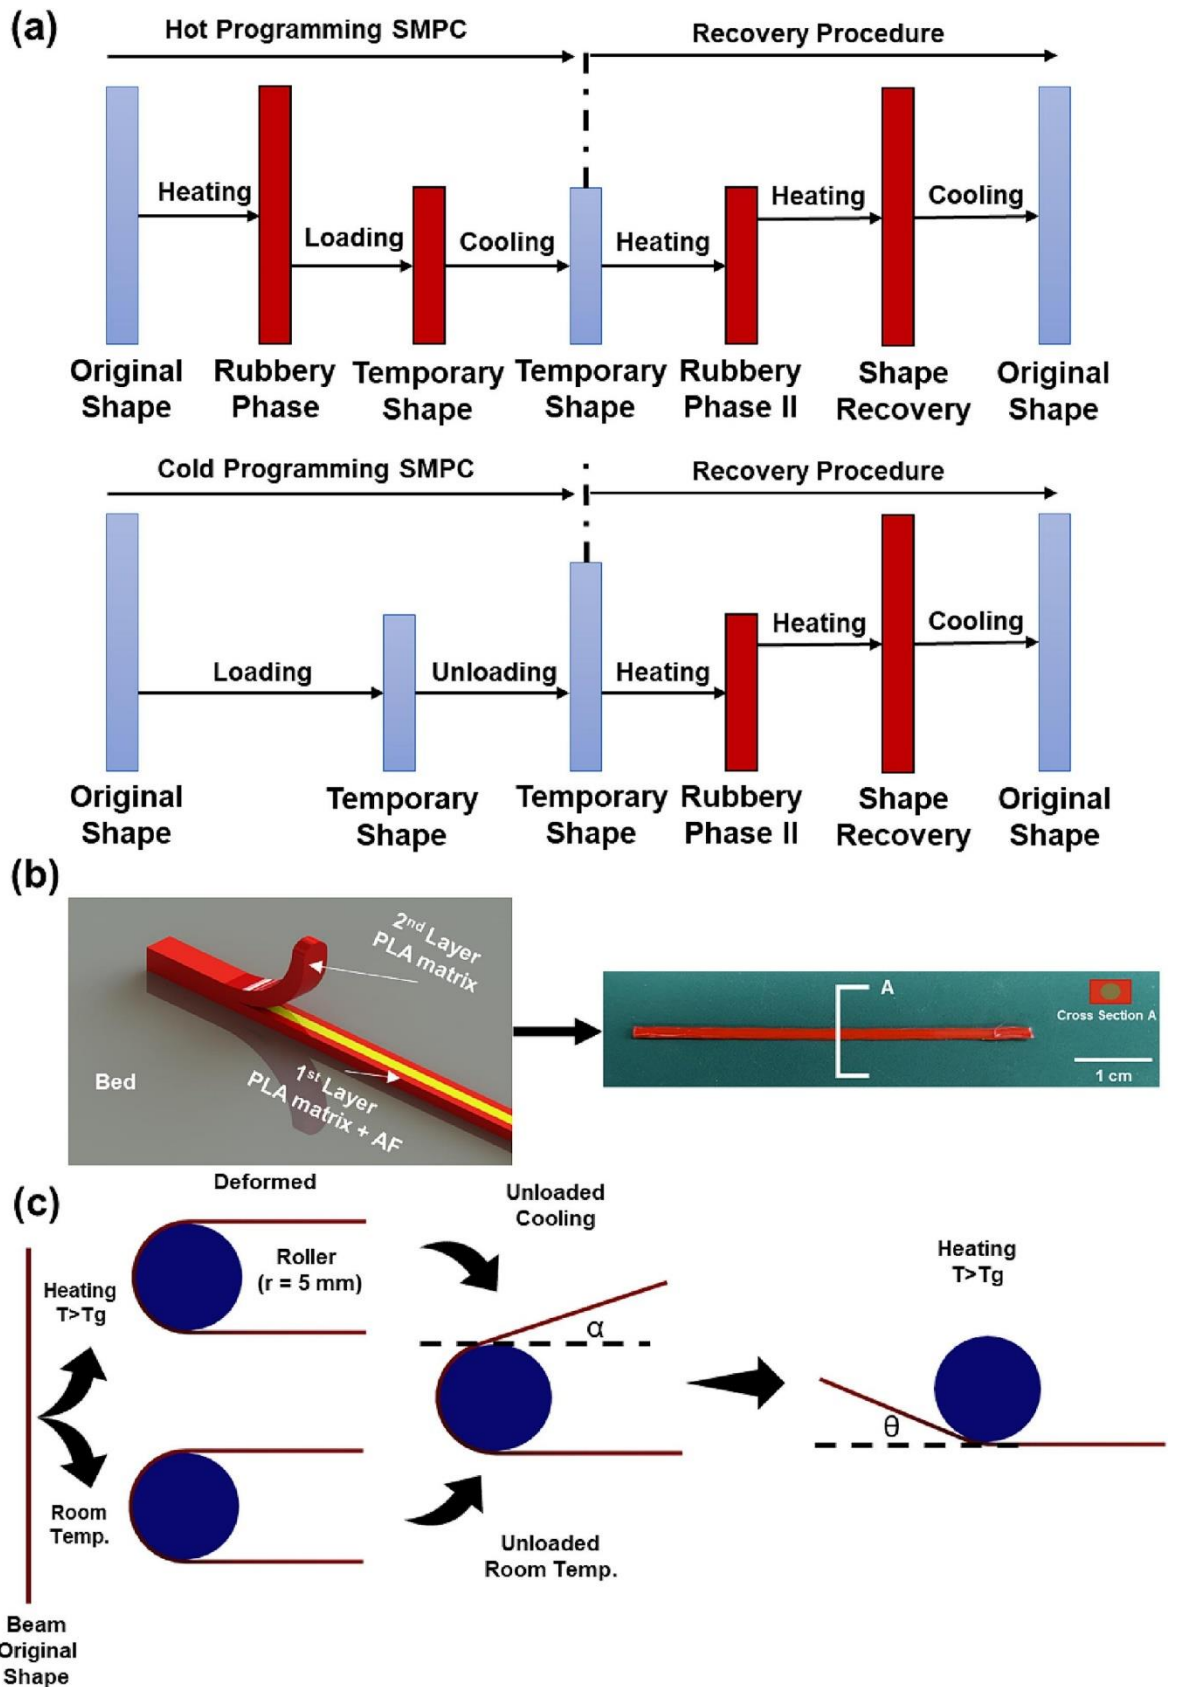 (a)
Hot Programming SMPC
Recovery Procedure
Heating
Loading
Cooling
Heating
Heating
Cooling
Original
Shape
Rubbery
Phase
Temporary
Shape
Temporary
Shape
Rubbery
Phase II
Shape
Recovery
Original
Shape
Cold Programming SMPC
Recovery Procedure
Loading
Unloading
Heating
Heating
Cooling
Original
Shape
Temporary
Shape
Temporary
Shape
Rubbery
Phase II
Shape
Recovery
Original
Shape
(b)
2nd Layer
PLA matrix
1st Layer
PLA matrix + AF
Bed
A
Cross Section A
1 cm
(c)
Deformed
Unloaded
Cooling
Heating
T>Tg
Roller
(r = 5 mm)
Heating
T>Tg
α
θ
Room
Temp.
Unloaded
Room Temp.
Beam
Original
Shape